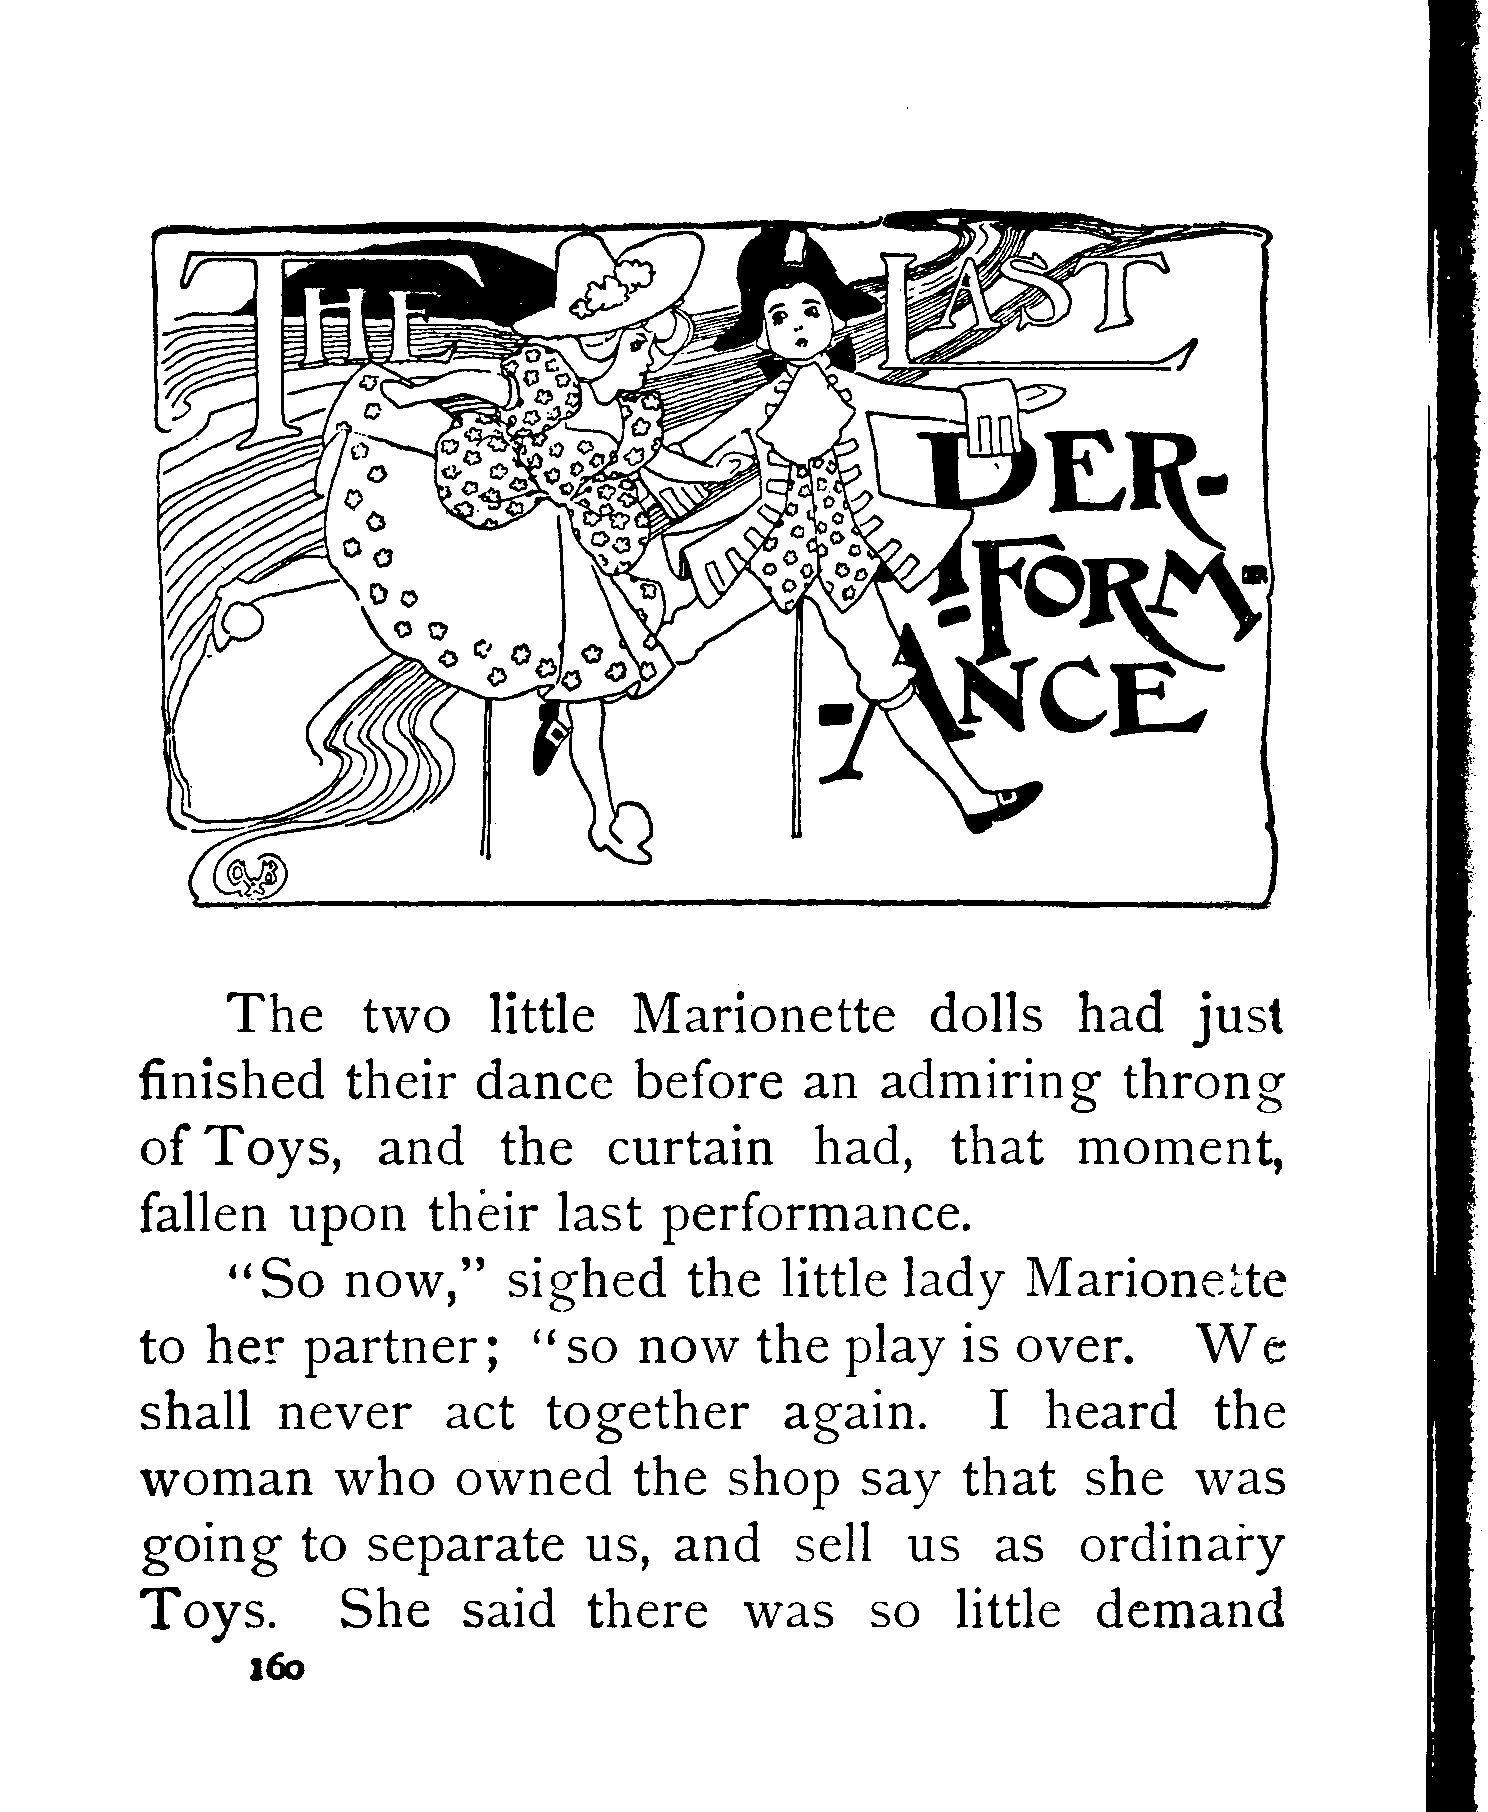 THE LAST
PER-
-FORM-
-ANCE
The two little Marionette dolls had just
finished their dance before an admiring throng
of Toys, and the curtain had, that moment,
fallen upon their last performance.
“So now,” sighed the little lady Marionette
to her partner; “so now the play is over. We
shall never act together again. I heard the
woman who owned the shop say that she was
going to separate us, and sell us as ordinary
Toys. She said there was so little demand
160